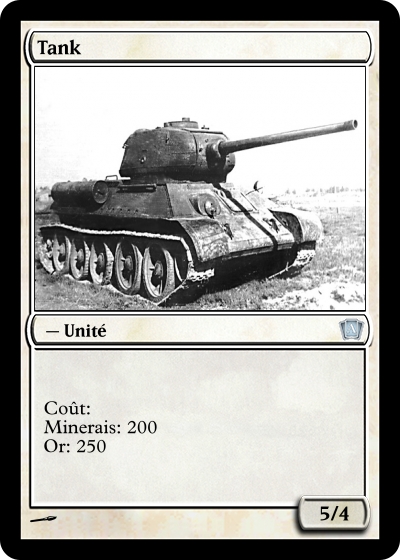 Tank
— Unité
Coût:
Minerais: 200
Or: 250
5/4